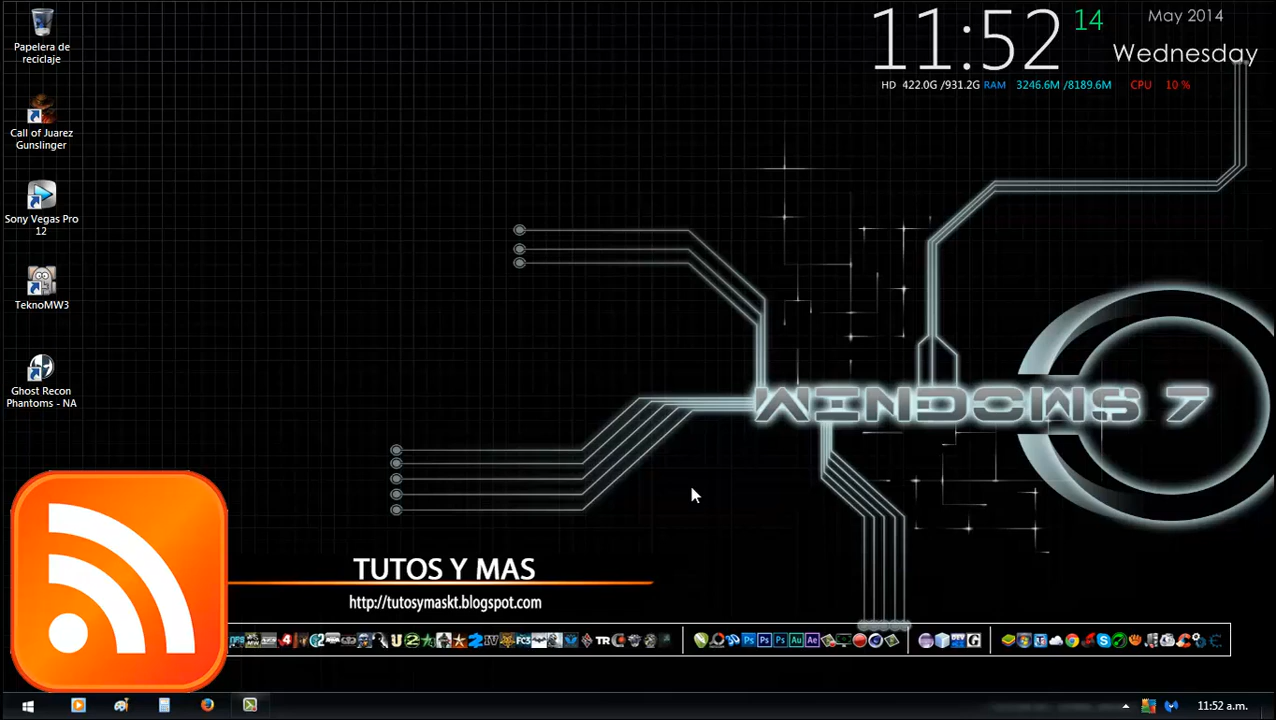 11:52
14
May 2014
Wednesday
HD 422.0G /931.2G RAM 3246.6M /8189.6M CPU 10 %
Papelera de
reciclaje
Call of Juarez
Gunslinger
Sony Vegas Pro
12
TeknoMW3
Ghost Recon
Phantoms - NA
WINDOWS 7
TUTOS Y MAS
http://tutosymaskt.blogspot.com
11:52 a.m.